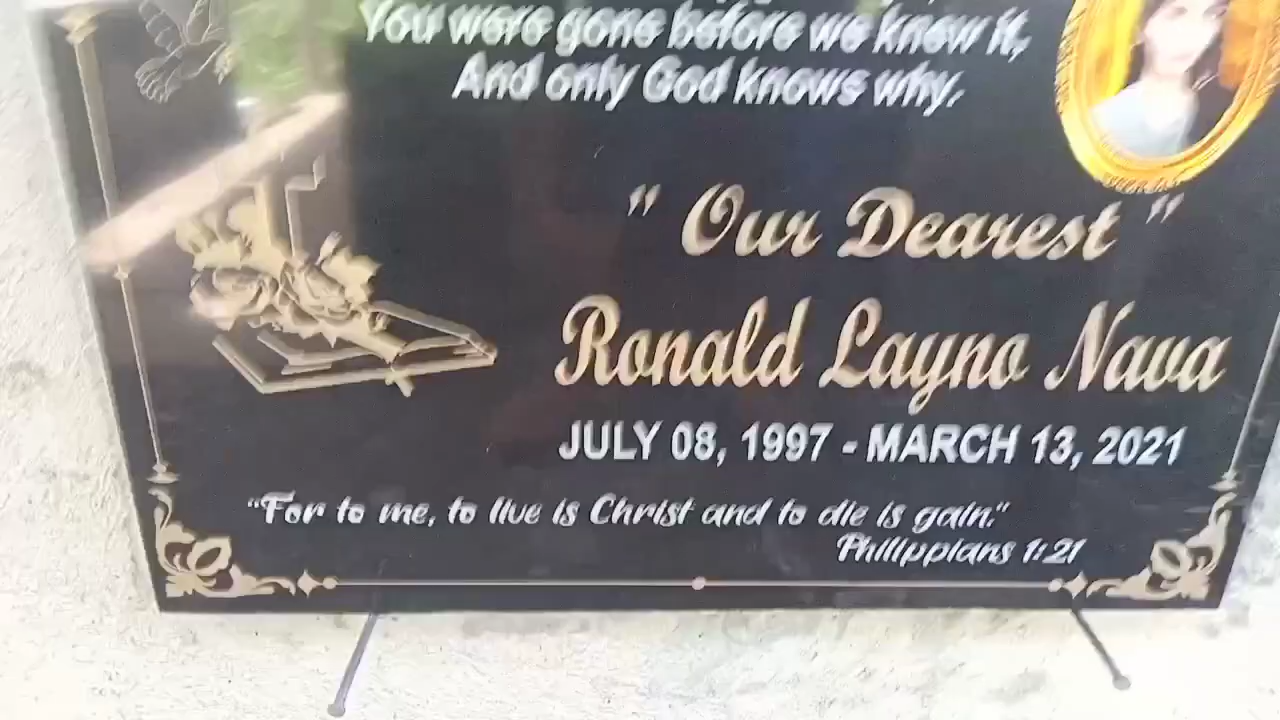 You were gone before we knew it,
And only God knows why.
" Our Dearest "
Ronald Layno Nava
JULY 08, 1997 - MARCH 13, 2021
"For to me, to live is Christ and to die is gain."
Philippians 1:21